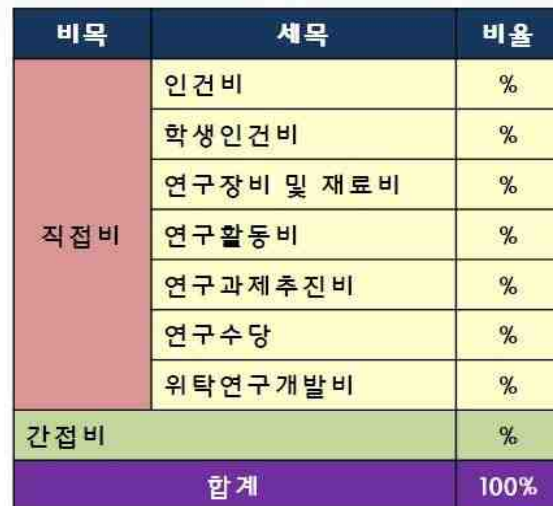 비목 세목 비율
인건비 %
학생인건비 %
연구장비 및 재료비 %
직접비 연구활동비 %
연구과제추진비 %
연구수당 %
위탁연구개발비 %
간접비 %
합계 100%